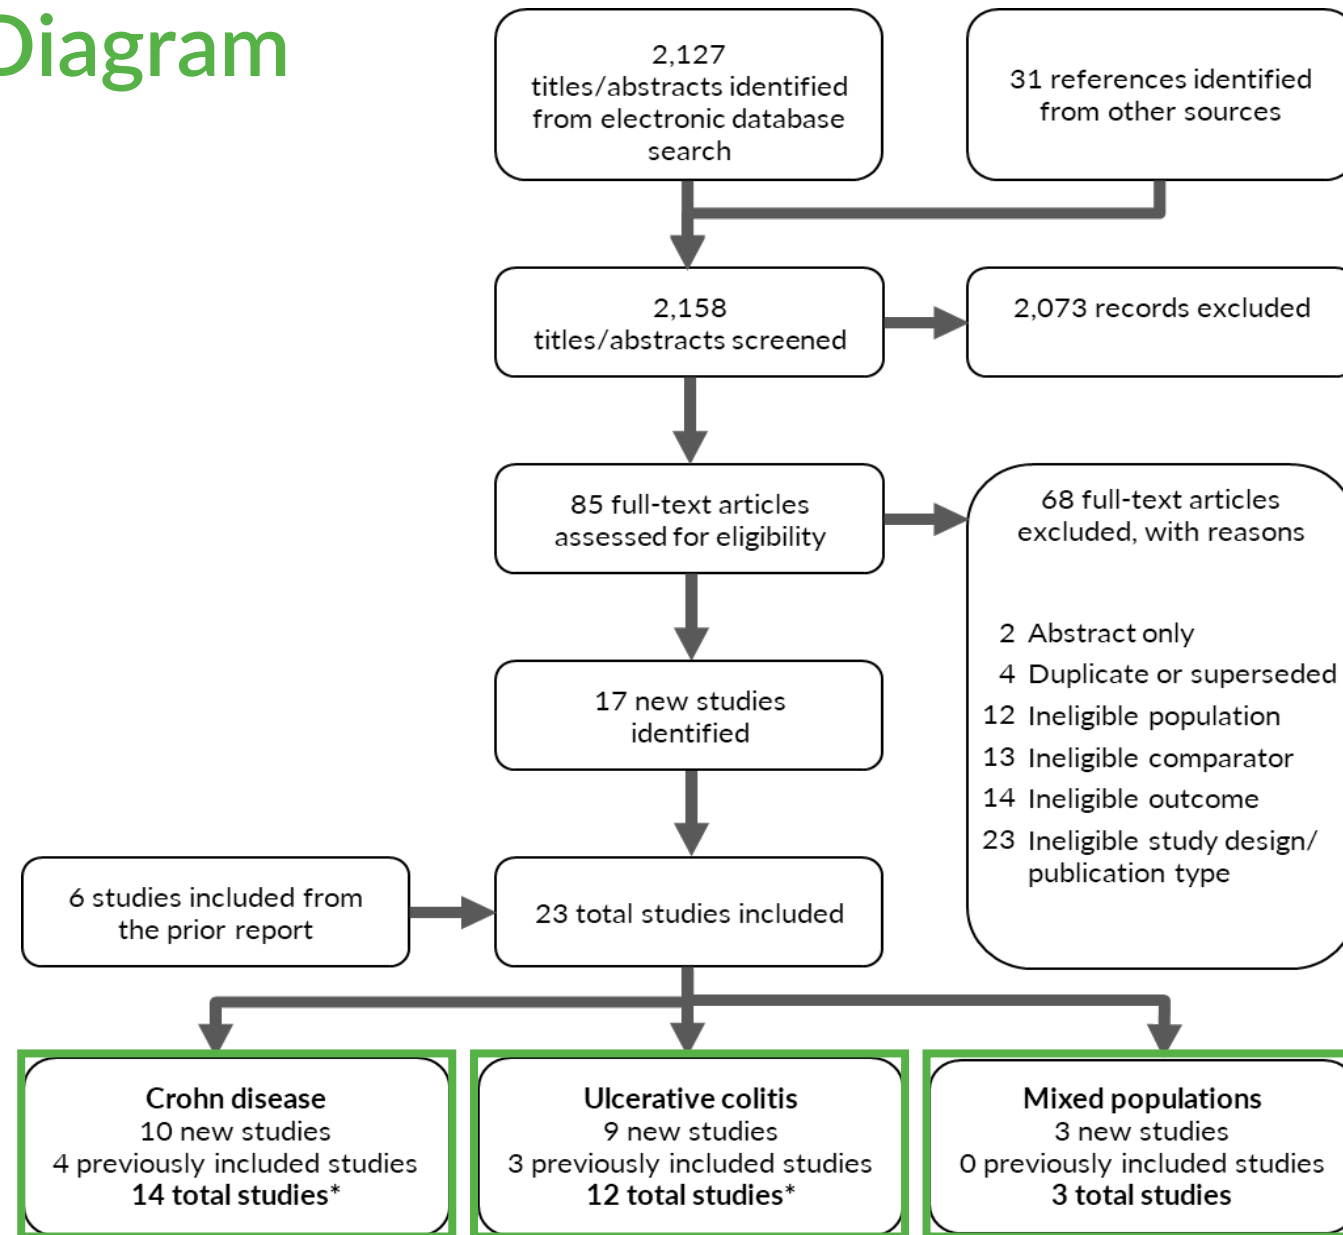 Diagram
2,127
titles/abstracts identified
from electronic database
search
31 references identified
from other sources
2,158
titles/abstracts screened
2,073 records excluded
85 full-text articles
assessed for eligibility
68 full-text articles
excluded, with reasons
2 Abstract only
4 Duplicate or superseded
12 Ineligible population
13 Ineligible comparator
14 Ineligible outcome
23 Ineligible study design/
publication type
17 new studies
identified
6 studies included from
the prior report
23 total studies included
Crohn disease
10 new studies
4 previously included studies
14 total studies*
Ulcerative colitis
9 new studies
3 previously included studies
12 total studies*
Mixed populations
3 new studies
0 previously included studies
3 total studies